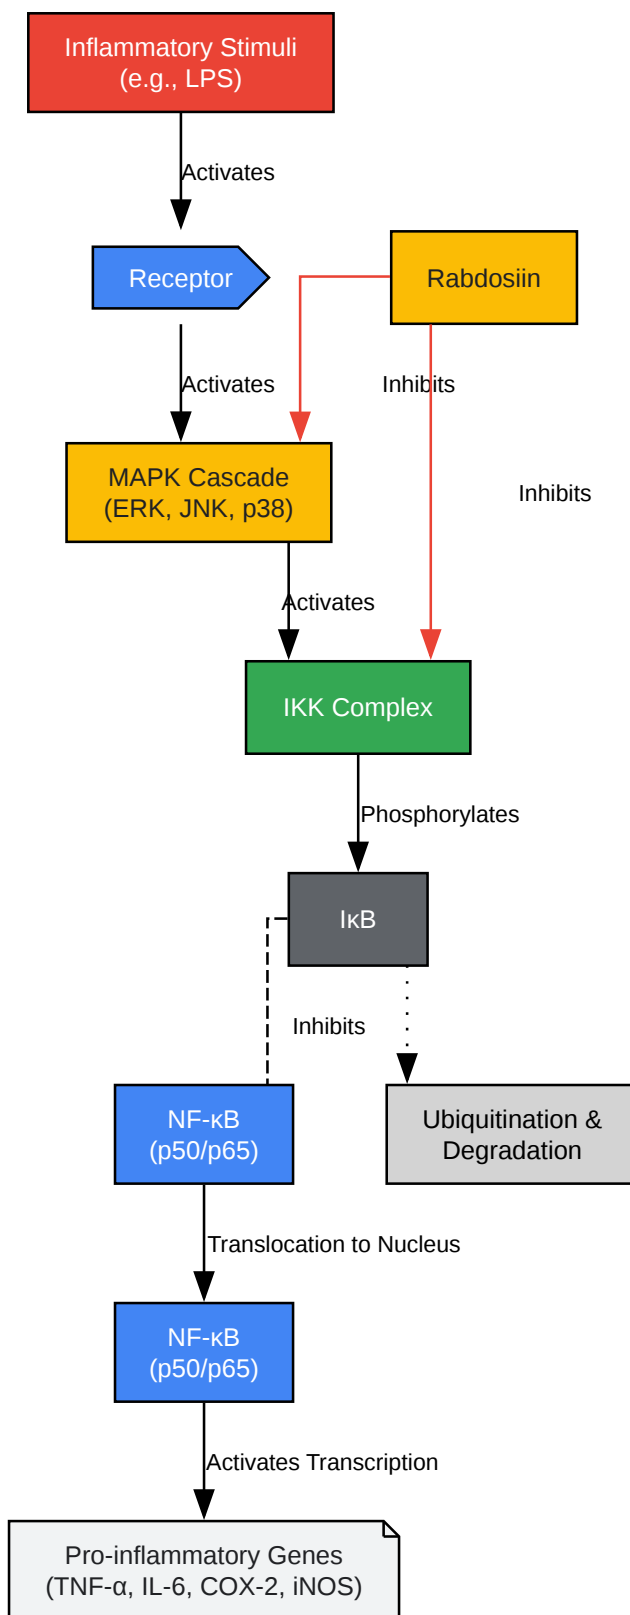 Inflammatory Stimuli
(e.g., LPS)
Activates
Receptor
Rabdosiin
Activates
Inhibits
MAPK Cascade
(ERK, JNK, p38)
Inhibits
Activates
IKK Complex
Phosphorylates
IκB
Inhibits
NF-κB
(p50/p65)
Ubiquitination &
Degradation
Translocation to Nucleus
NF-κB
(p50/p65)
Activates Transcription
Pro-inflammatory Genes
(TNF-α, IL-6, COX-2, iNOS)